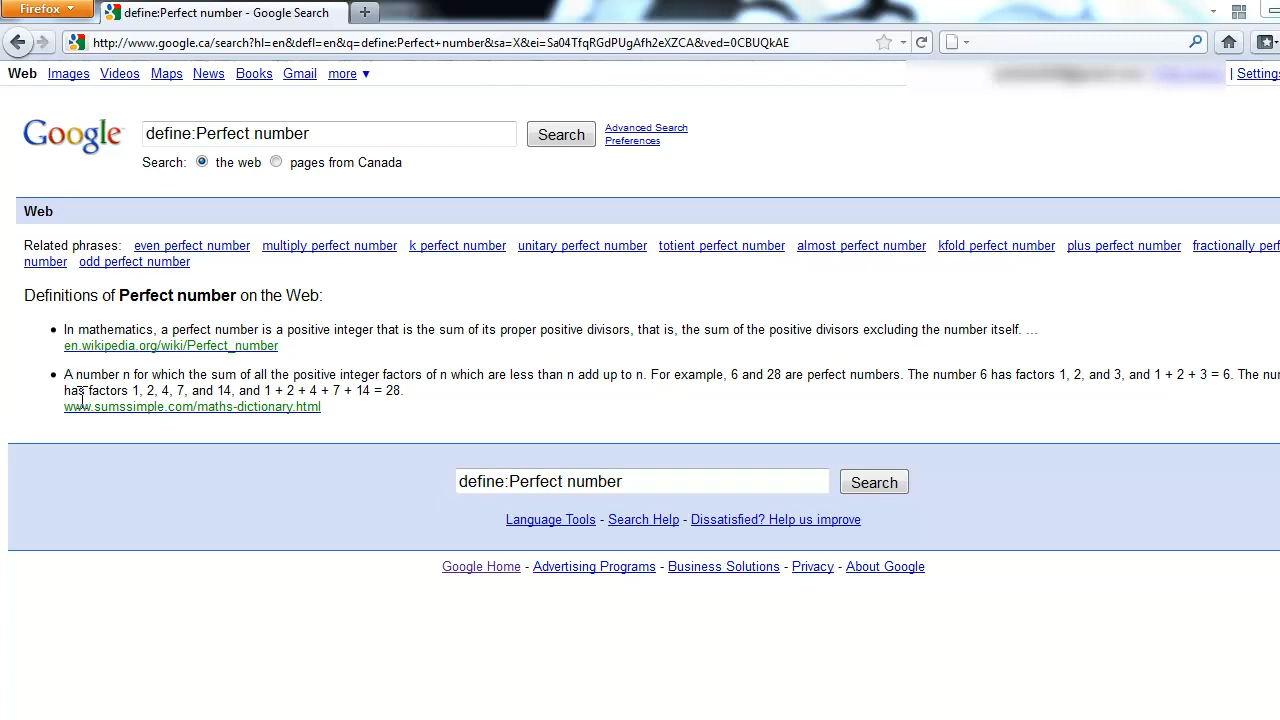 Firefox
define:Perfect number - Google Search
http://www.google.ca/search?hl=en&defl=en&q=define:Perfect+number&sa=X&ei=Sa04TfqRGdPUgAfh2eXZCA&ved=0CBUQkAE
Web Images Videos Maps News Books Gmail more ▼ | Settings
Google define:Perfect number Search Advanced Search
Preferences
Search: the web pages from Canada
Web
Related phrases: even perfect number multiply perfect number k perfect number unitary perfect number totient perfect number almost perfect number kfold perfect number plus perfect number fractionally perf
number odd perfect number
Definitions of Perfect number on the Web:
• In mathematics, a perfect number is a positive integer that is the sum of its proper positive divisors, that is, the sum of the positive divisors excluding the number itself. ...
en.wikipedia.org/wiki/Perfect_number
• A number n for which the sum of all the positive integer factors of n which are less than n add up to n. For example, 6 and 28 are perfect numbers. The number 6 has factors 1, 2, and 3, and 1 + 2 + 3 = 6. The num
has factors 1, 2, 4, 7, and 14, and 1 + 2 + 4 + 7 + 14 = 28.
www.sumssimple.com/maths-dictionary.html
define:Perfect number Search
Language Tools - Search Help - Dissatisfied? Help us improve
Google Home - Advertising Programs - Business Solutions - Privacy - About Google